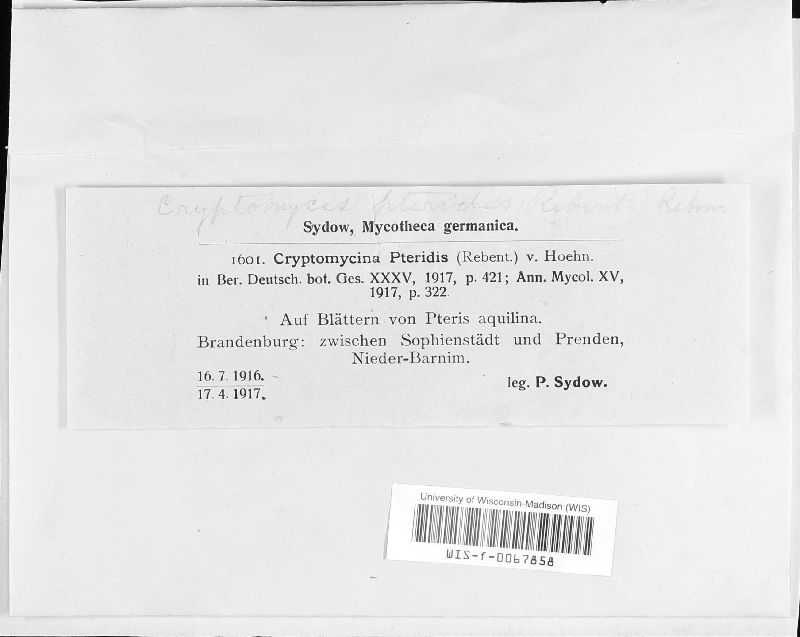 Cryptomyces pteridis (Rebent.) Rehm
Sydow, Mycotheca germanica.
1601. Cryptomycina Pteridis (Rebent.) v. Hoehn.
in Ber. Deutsch. bot. Ges. XXXV, 1917, p. 421; Ann. Mycol. XV,
1917, p. 322.
Auf Blättern von Pteris aquilina.
Brandenburg: zwischen Sophienstädt und Prenden,
Nieder-Barnim.
16. 7. 1916.
17. 4. 1917.
leg. P. Sydow.
University of Wisconsin-Madison (WIS)
WIS-f-0067858